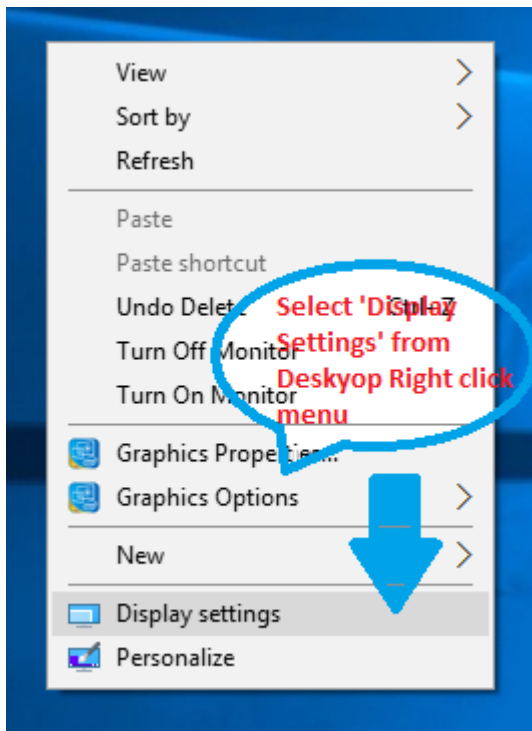 View
Sort by
Refresh
Paste
Paste shortcut
Undo Delete Ctrl+Z
Turn Off Monitor
Turn On Monitor
Select 'Display
Settings' from
Deskyop Right click
menu
Graphics Properties...
Graphics Options
New
Display settings
Personalize